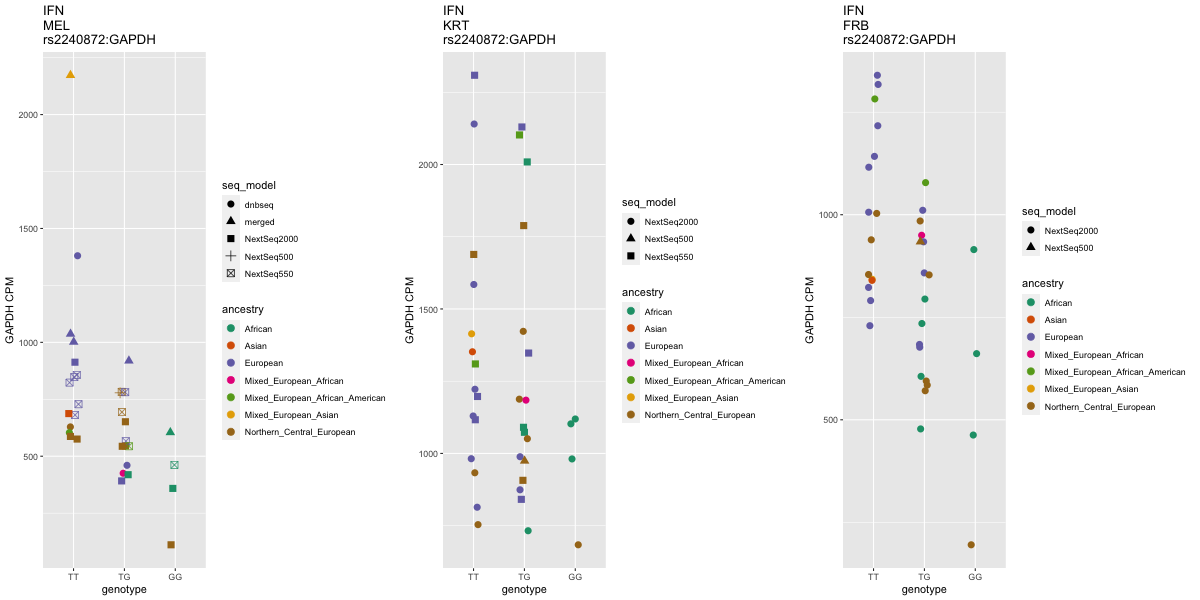 IFN
MEL
rs2240872:GAPDH
GAPDH CPM
2000
1500
1000
500
TT
TG
GG
genotype
seq_model
dnbseq
merged
NextSeq2000
NextSeq500
NextSeq550
ancestry
African
Asian
European
Mixed_European_African
Mixed_European_African_American
Mixed_European_Asian
Northern_Central_European
IFN
KRT
rs2240872:GAPDH
GAPDH CPM
2000
1500
1000
TT
TG
GG
genotype
seq_model
NextSeq2000
NextSeq500
NextSeq550
ancestry
African
Asian
European
Mixed_European_African
Mixed_European_African_American
Mixed_European_Asian
Northern_Central_European
IFN
FRB
rs2240872:GAPDH
GAPDH CPM
1000
500
TT
TG
GG
genotype
seq_model
NextSeq2000
NextSeq500
ancestry
African
Asian
European
Mixed_European_African
Mixed_European_African_American
Mixed_European_Asian
Northern_Central_European